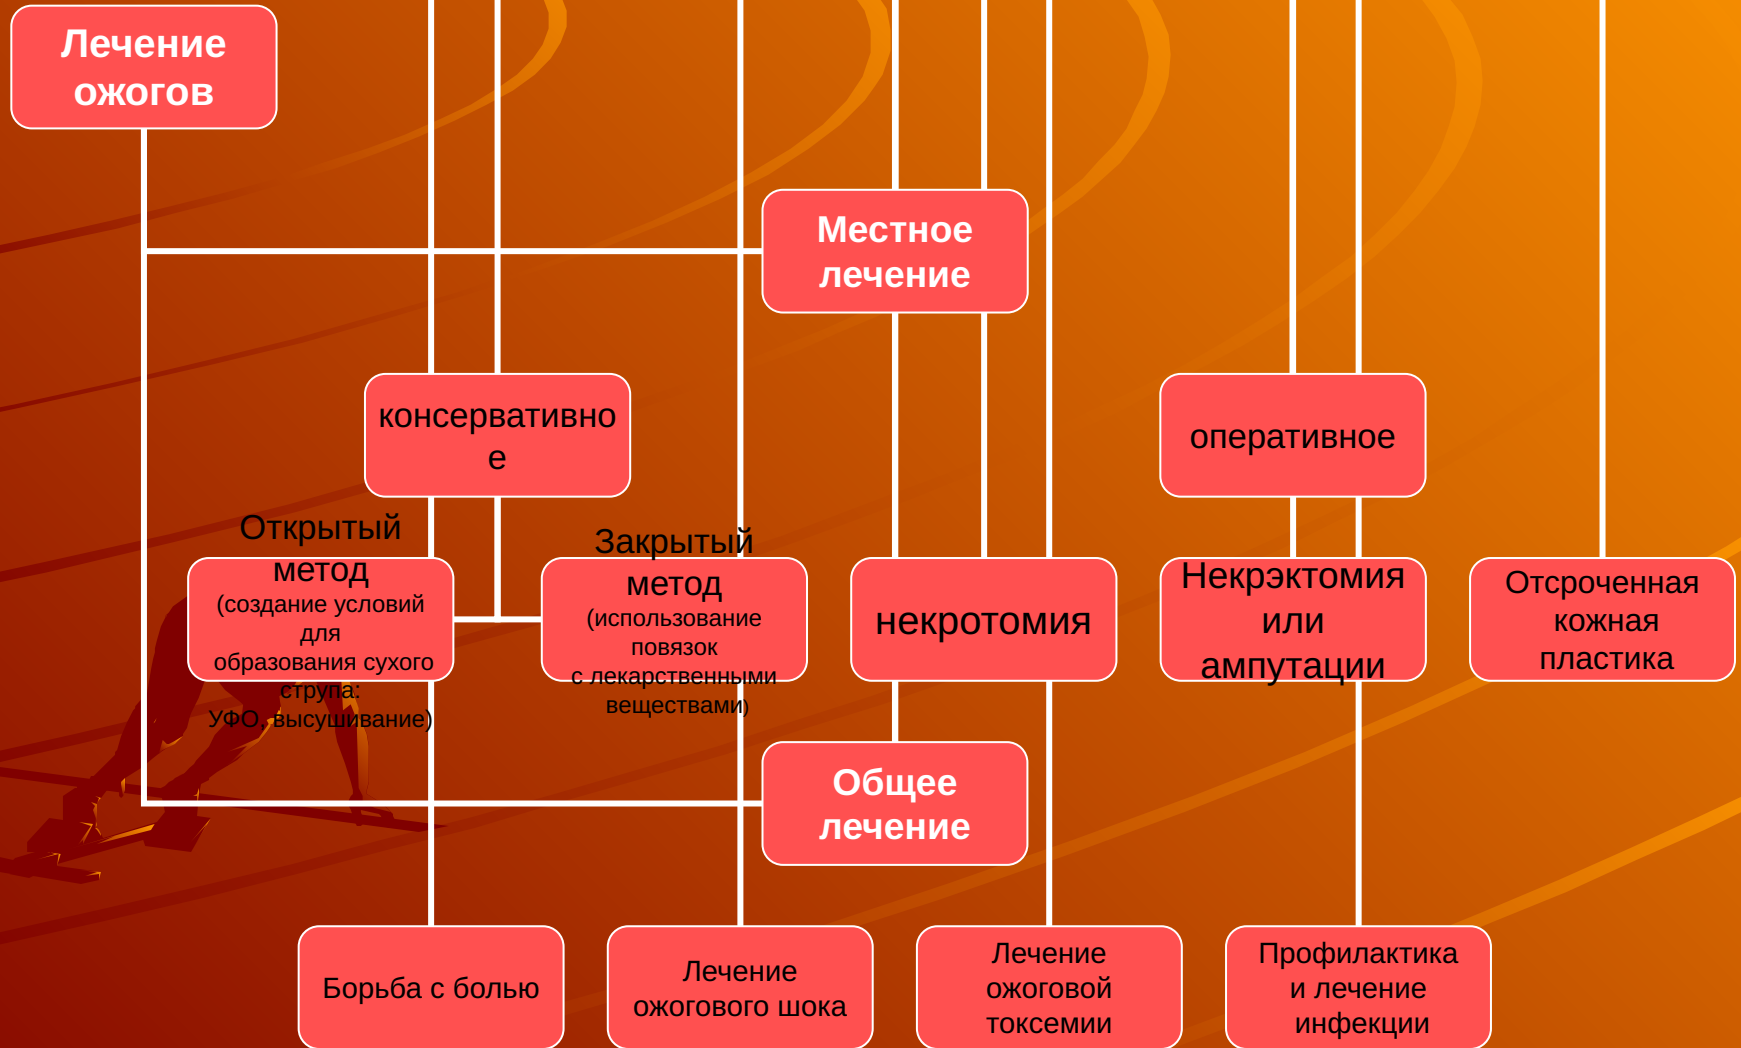 Лечение
ожогов
Местное
лечение
консервативно
е
оперативное
Открытый
метод
(создание условий
для
образования сухого
струпа:
УФО, высушивание)
Закрытый
метод
(использование
повязок
с лекарственными
веществами)
некротомия
Некрэктомия
или
ампутации
Отсроченная
кожная
пластика
Общее
лечение
Борьба с болью
Лечение
ожогового шока
Лечение
ожоговой
токсемии
Профилактика
и лечение
инфекции